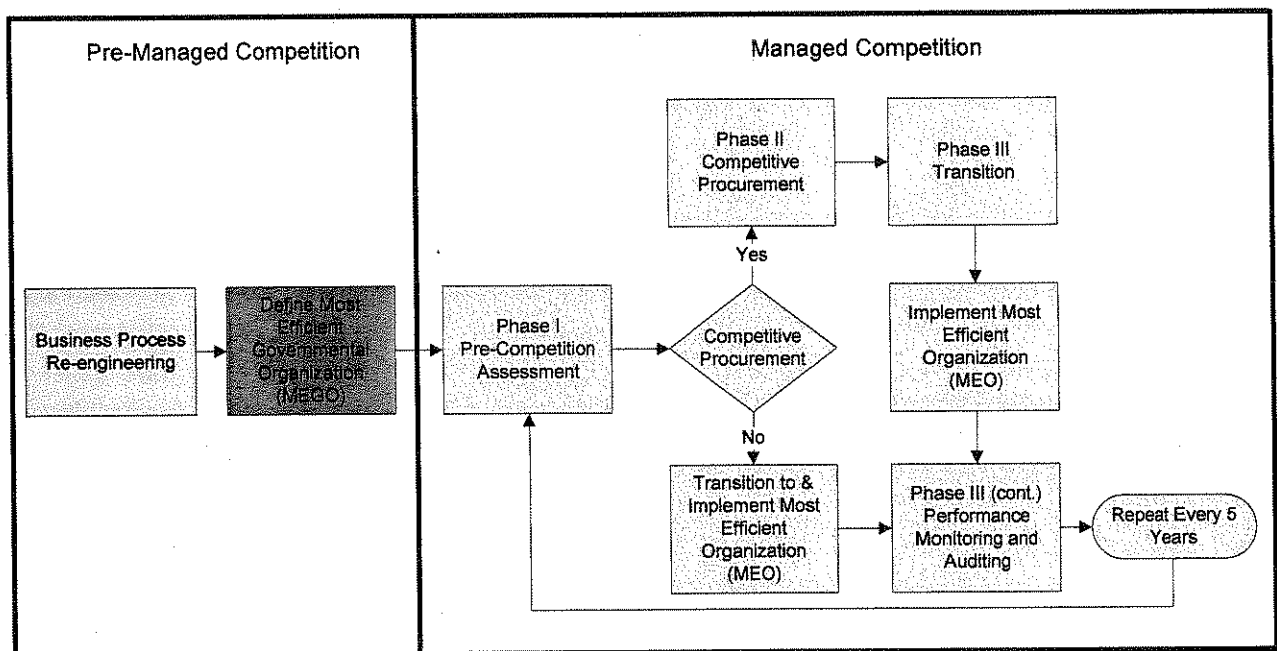 Pre-Managed Competition
Managed Competition
Business Process
Re-engineering
Define Most
Efficient
Governmental
Organization
(MEGO)
Phase I
Pre-Competition
Assessment
Competitive
Procurement
Yes
Phase II
Competitive
Procurement
Phase III
Transition
Implement Most
Efficient
Organization
(MEO)
No
Transition to &
Implement Most
Efficient
Organization
(MEO)
Phase III (cont.)
Performance
Monitoring and
Auditing
Repeat Every 5
Years